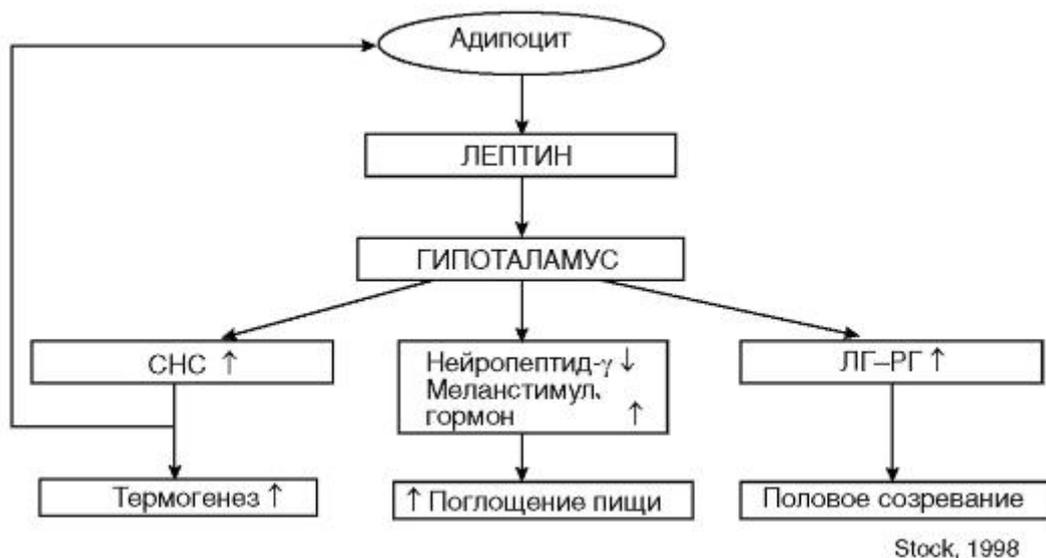 Адипоцит
ЛЕПТИН
ГИПОТАЛАМУС
СНС ↑
Нейропептид-γ ↓
Меланстимул.
гормон ↑
ЛГ–РГ ↑
Термогенез ↑
↑ Поглощение пищи
Половое созревание
Stock, 1998